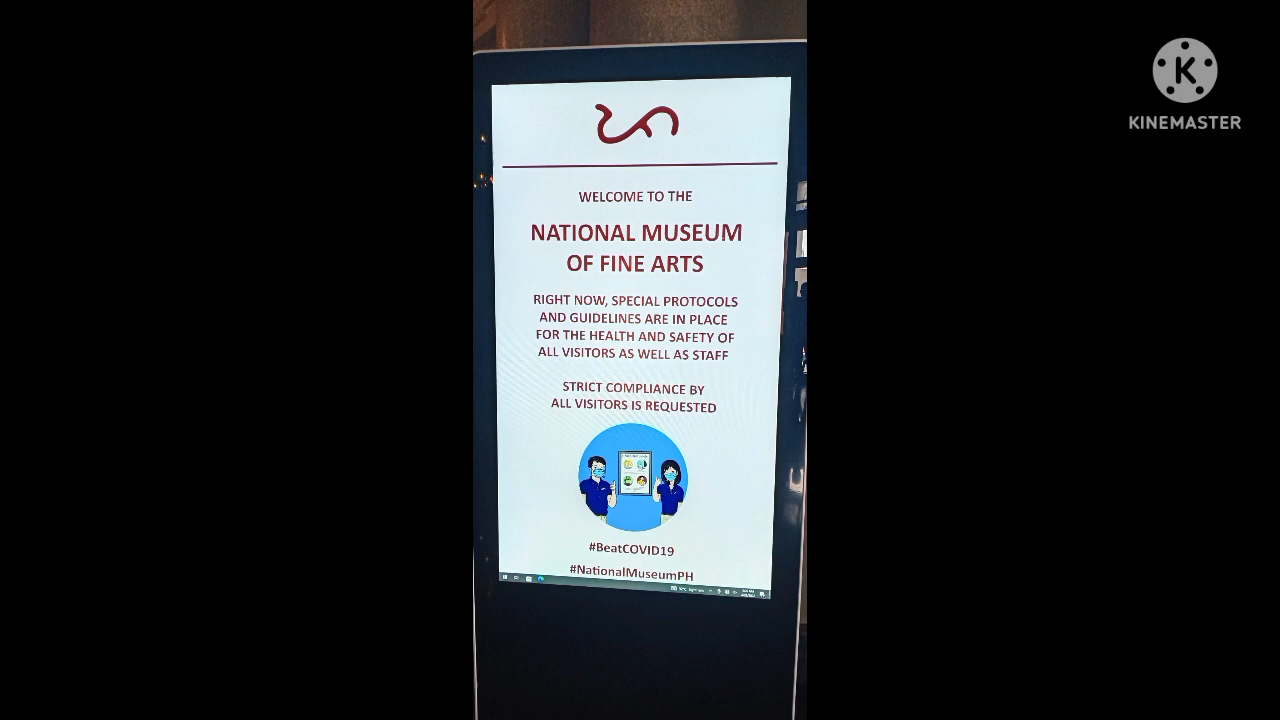 WELCOME TO THE
NATIONAL MUSEUM
OF FINE ARTS
RIGHT NOW, SPECIAL PROTOCOLS
AND GUIDELINES ARE IN PLACE
FOR THE HEALTH AND SAFETY OF
ALL VISITORS AS WELL AS STAFF
STRICT COMPLIANCE BY
ALL VISITORS IS REQUESTED
#BeatCOVID19
#NationalMuseumPH
K
KINEMASTER